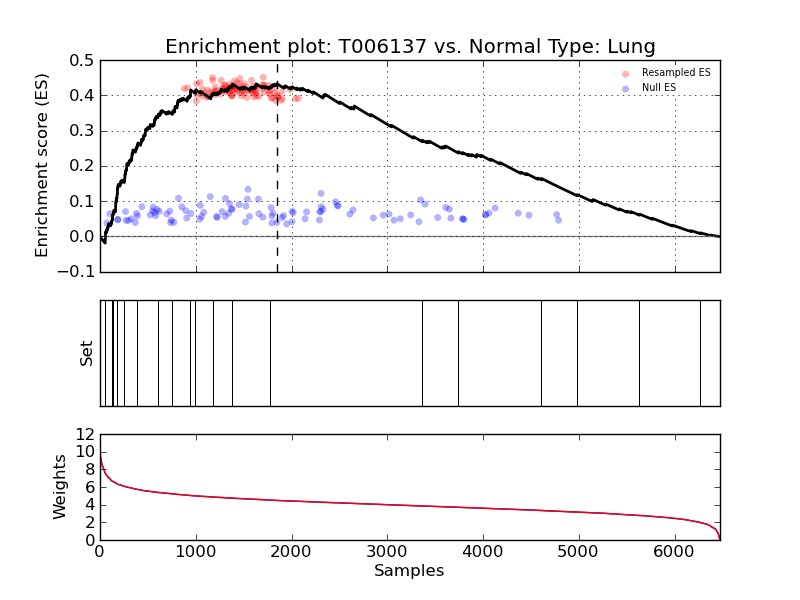 Enrichment plot: T006137 vs. Normal Type: Lung
Enrichment score (ES)
0.5
0.4
0.3
0.2
0.1
0.0
−0.1
Resampled ES
Null ES
Set
Weights
12
10
8
6
4
2
0
0 1000 2000 3000 4000 5000 6000
Samples